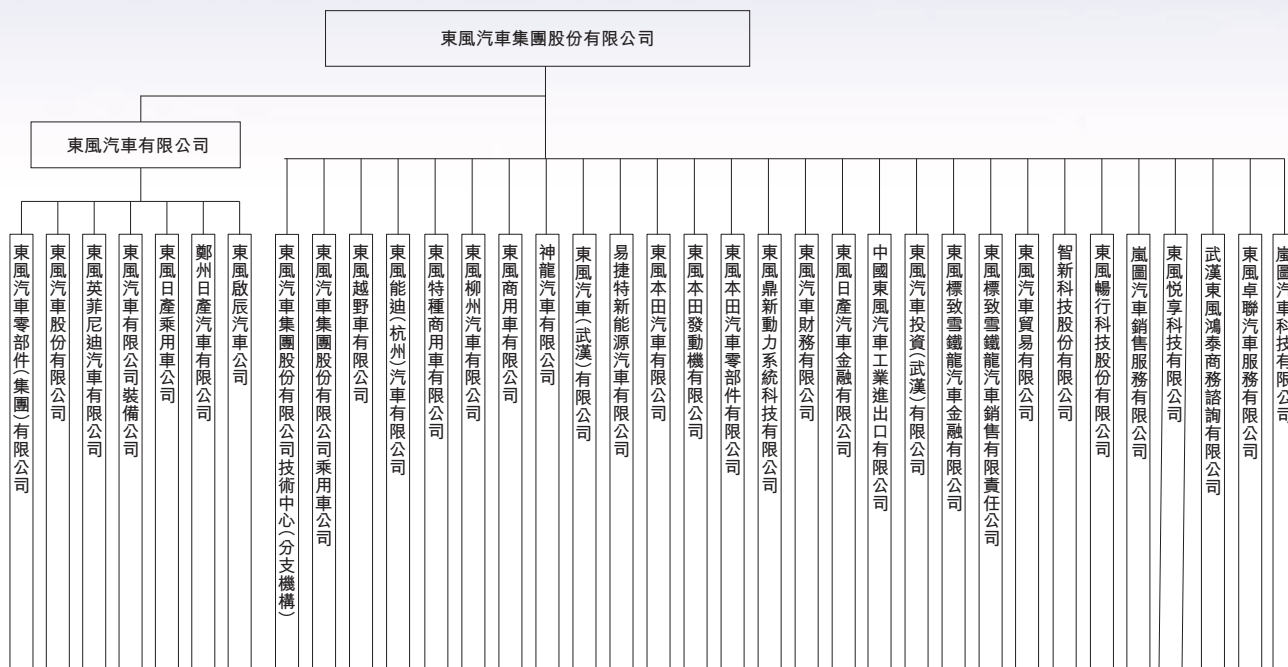 東風汽車集團股份有限公司
東風汽車有限公司
東風汽車零部件(集團)有限公司
東風汽車股份有限公司
東風英菲尼迪汽車有限公司
東風汽車有限公司裝備公司
東風日產乘用車公司
鄭州日產汽車有限公司
東風啟辰汽車公司
東風汽車集團股份有限公司技術中心(分支機構)
東風汽車集團股份有限公司乘用車公司
東風越野車有限公司
東風能迪(杭州)汽車有限公司
東風特種商用車有限公司
東風柳州汽車有限公司
東風商用車有限公司
神龍汽車有限公司
東風汽車(武漢)有限公司
易捷特新能源汽車有限公司
東風本田汽車有限公司
東風本田發動機有限公司
東風本田汽車零部件有限公司
東風鼎新動力系統科技有限公司
東風汽車財務有限公司
東風日產汽車金融有限公司
中國東風汽車工業進出口有限公司
東風汽車投資(武漢)有限公司
東風標致雪鐵龍汽車金融有限公司
東風標致雪鐵龍汽車銷售有限責任公司
東風汽車貿易有限公司
智新科技股份有限公司
東風暢行科技股份有限公司
嵐圖汽車銷售服務有限公司
東風悦享科技有限公司
武漢東風鴻泰商務諮詢有限公司
東風卓聯汽車服務有限公司
嵐圖汽車科技有限公司